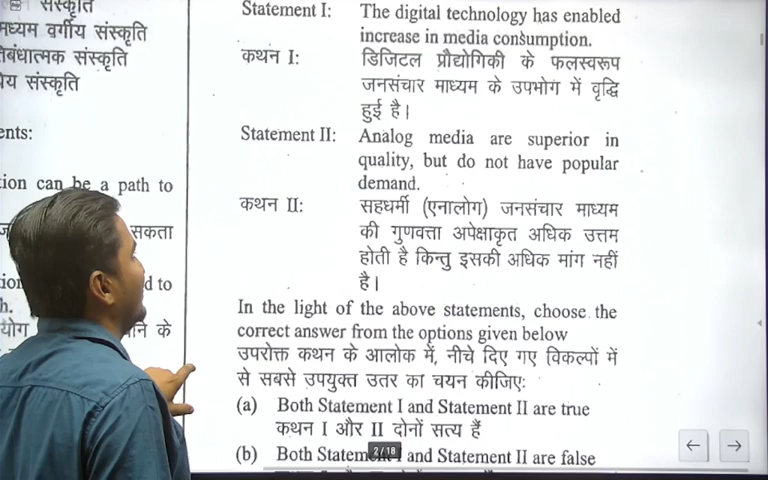 संस्कृति
मध्यम वर्गीय संस्कृति
संस्कृति
संस्कृति
tion can be a path to
सकता
d to
h.
के
Statement I: The digital technology has enabled
increase in media consumption.
कथन I: डिजिटल प्रौद्योगिकी के फलस्वरूप
जनसंचार माध्यम के उपभोग में वृद्धि
हुई है।
Statement II: Analog media are superior in
quality, but do not have popular
demand.
कथन II: सहधर्मी (एनालोग) जनसंचार माध्यम
की गुणवत्ता अपेक्षाकृत अधिक उत्तम
होती है किन्तु इसकी अधिक मांग नहीं
है।
In the light of the above statements, choose the
correct answer from the options given below
उपरोक्त कथन के आलोक में, नीचे दिए गए विकल्पों में
से सबसे उपयुक्त उतर का चयन कीजिए:
(a) Both Statement I and Statement II are true
कथन I और II दोनों सत्य हैं
2/18
(b) Both Statement I and Statement II are false